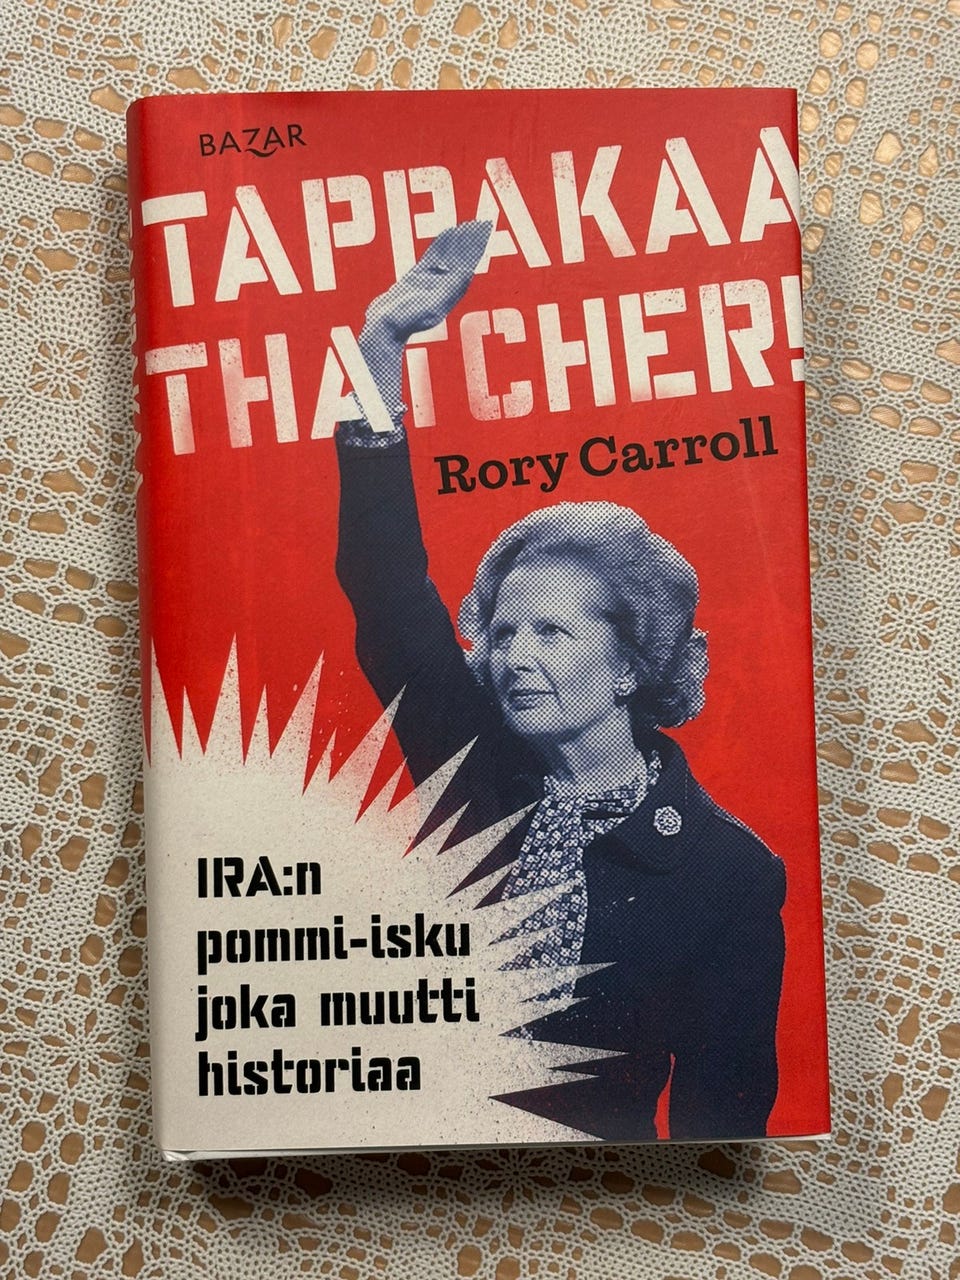 BAZAR
TAPPAKAA
THATCHER!
Rory Carroll
IRA:n
pommi-isku
joka muutti
historiaa